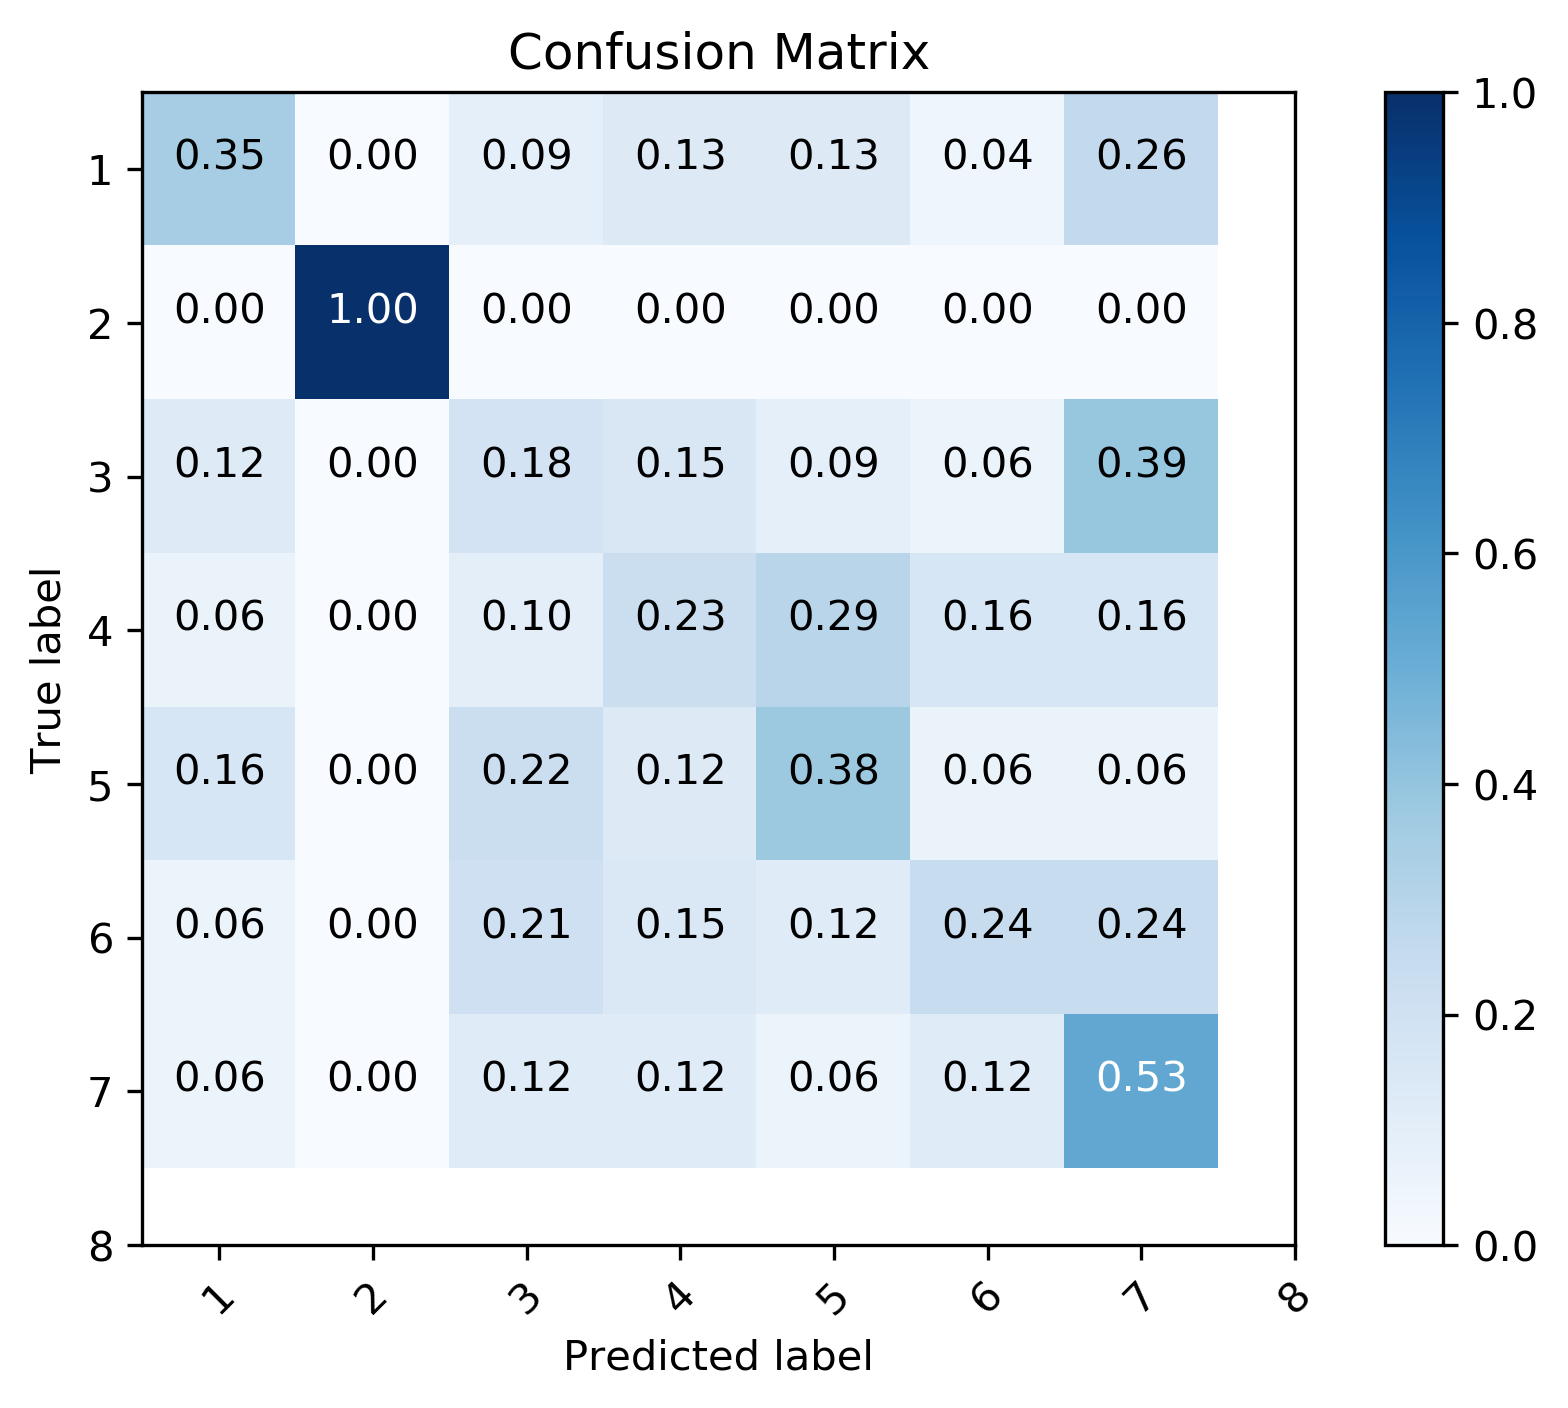 Confusion Matrix
1 0.35 0.00 0.09 0.13 0.13 0.04 0.26
2 0.00 1.00 0.00 0.00 0.00 0.00 0.00
3 0.12 0.00 0.18 0.15 0.09 0.06 0.39
4 0.06 0.00 0.10 0.23 0.29 0.16 0.16
5 0.16 0.00 0.22 0.12 0.38 0.06 0.06
6 0.06 0.00 0.21 0.15 0.12 0.24 0.24
7 0.06 0.00 0.12 0.12 0.06 0.12 0.53
8
True label
1 2 3 4 5 6 7 8
Predicted label
1.0
0.8
0.6
0.4
0.2
0.0